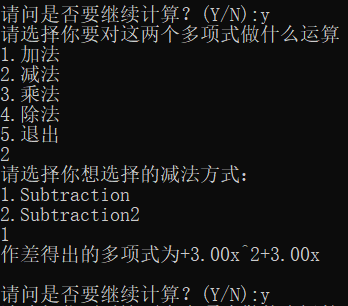 请问是否要继续计算？(Y/N):y
请选择你要对这两个多项式做什么运算
1.加法
2.减法
3.乘法
4.除法
5.退出
2
请选择你想选择的减法方式：
1.Subtraction
2.Subtraction2
1
作差得出的多项式为+3.00x^2+3.00x
请问是否要继续计算？(Y/N):y